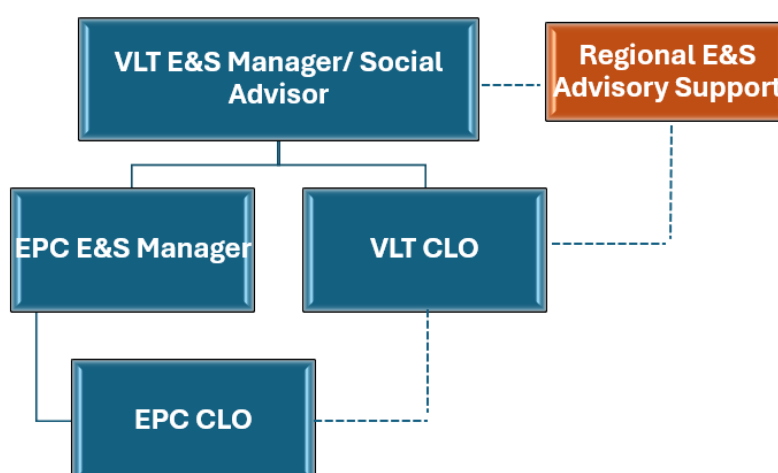 VLT E&S Manager/ Social
Advisor
Regional E&S
Advisory Support
EPC E&S Manager
VLT CLO
EPC CLO